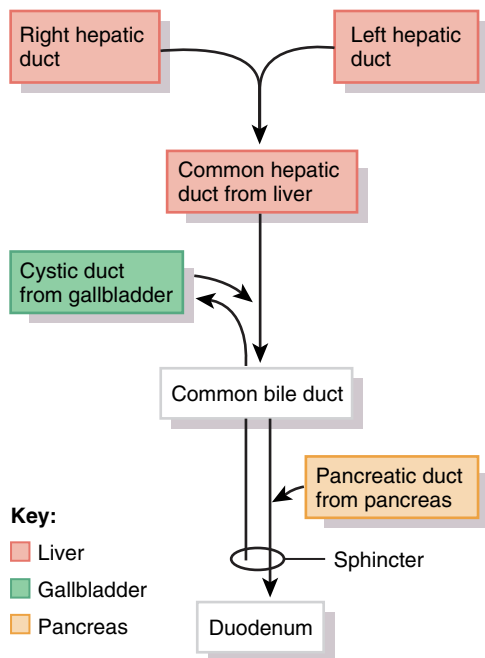 Right hepatic
duct
Left hepatic
duct
Common hepatic
duct from liver
Cystic duct
from gallbladder
Common bile duct
Pancreatic duct
from pancreas
Key:
Liver
Gallbladder
Pancreas
Sphincter
Duodenum